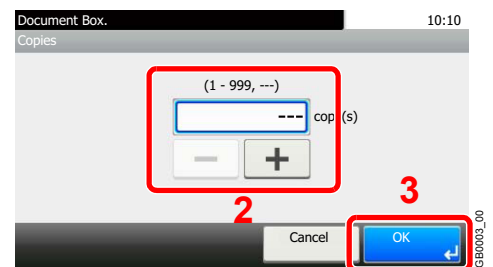 Document Box. 10:10
Copies
(1 - 999, ---)
--- cop (s)
2
3
Cancel OK
GB0003_00